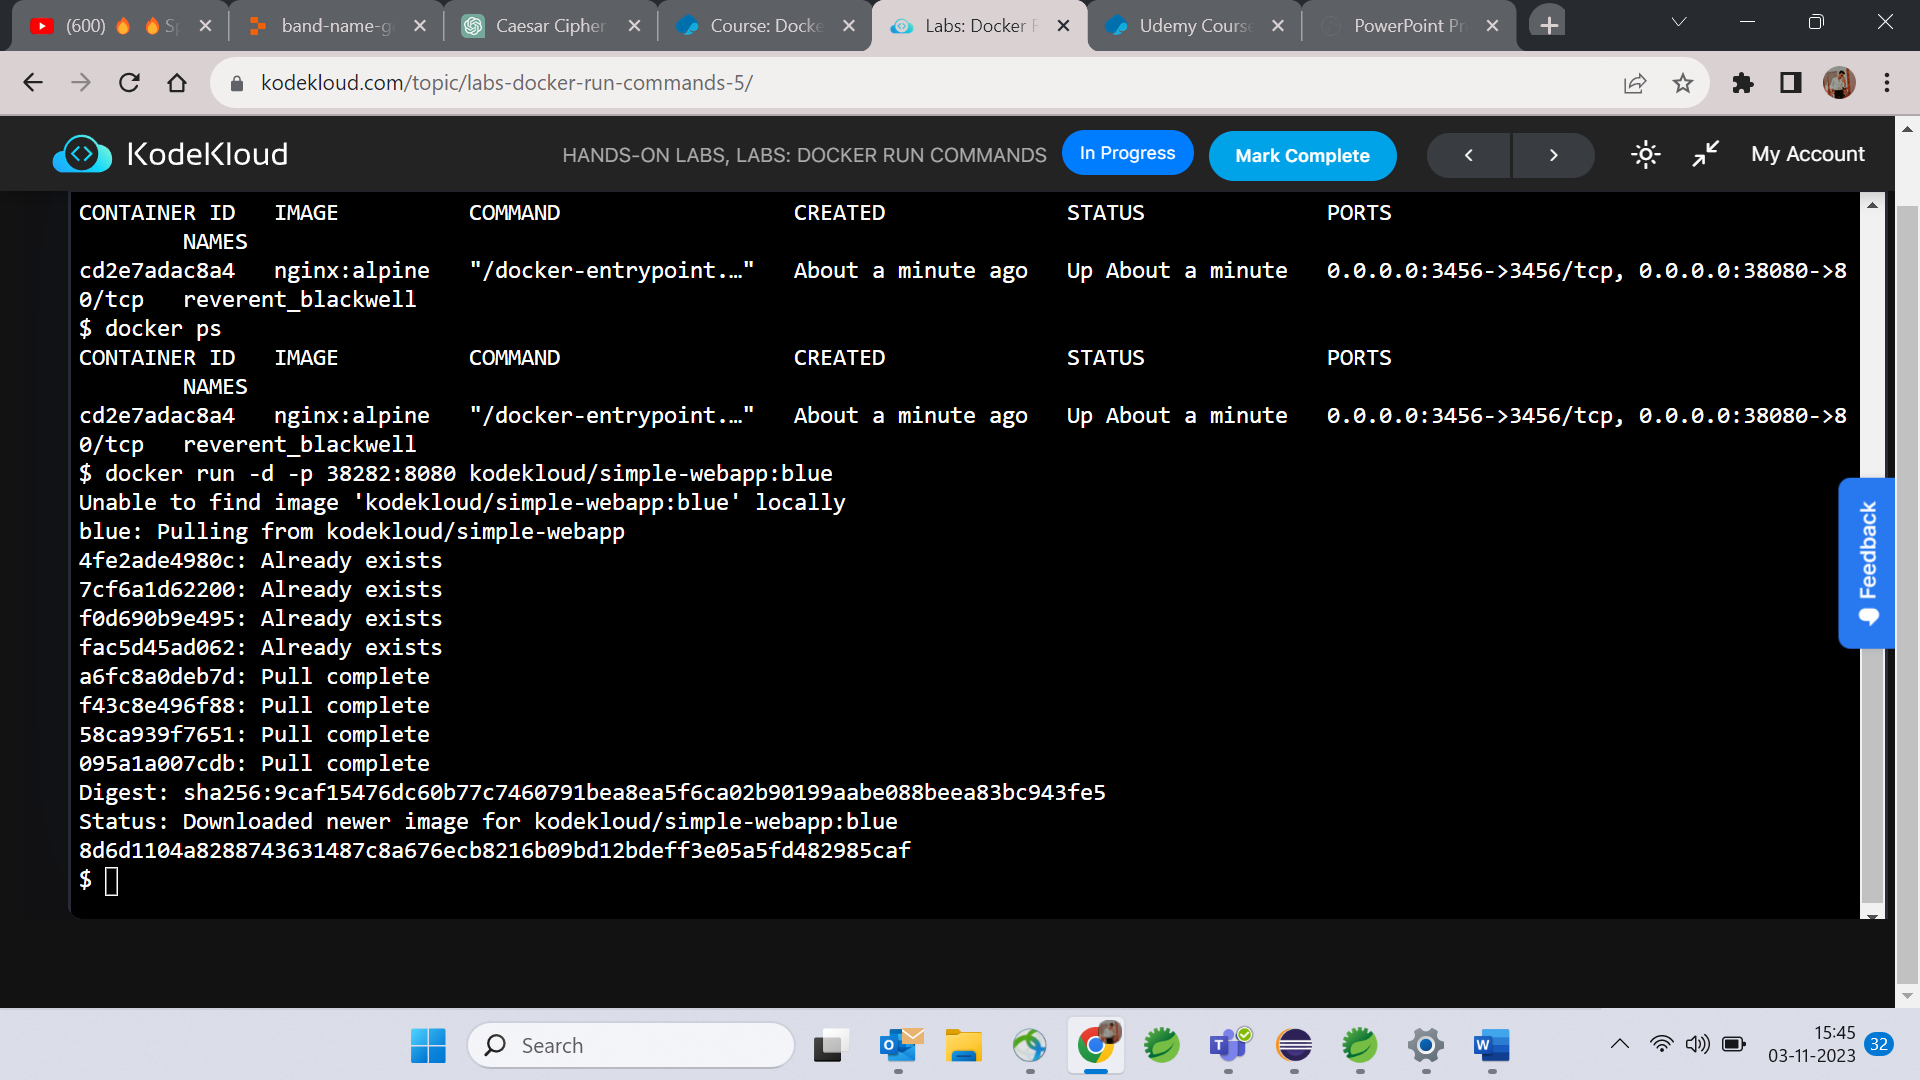 (600) 🔥 🔥 Sp
band-name-ge
Caesar Cipher
Course: Docke
Labs: Docker R
Udemy Course
PowerPoint Pr
kodekloud.com/topic/labs-docker-run-commands-5/
KodeKloud
HANDS-ON LABS, LABS: DOCKER RUN COMMANDS
In Progress
Mark Complete
My Account
CONTAINER ID   IMAGE          COMMAND                  CREATED              STATUS              PORTS
        NAMES
cd2e7adac8a4   nginx:alpine   "/docker-entrypoint.…"   About a minute ago   Up About a minute   0.0.0.0:3456->3456/tcp, 0.0.0.0:38080->8
0/tcp   reverent_blackwell
$ docker ps
CONTAINER ID   IMAGE          COMMAND                  CREATED              STATUS              PORTS
        NAMES
cd2e7adac8a4   nginx:alpine   "/docker-entrypoint.…"   About a minute ago   Up About a minute   0.0.0.0:3456->3456/tcp, 0.0.0.0:38080->8
0/tcp   reverent_blackwell
$ docker run -d -p 38282:8080 kodekloud/simple-webapp:blue
Unable to find image 'kodekloud/simple-webapp:blue' locally
blue: Pulling from kodekloud/simple-webapp
4fe2ade4980c: Already exists
7cf6a1d62200: Already exists
f0d690b9e495: Already exists
fac5d45ad062: Already exists
a6fc8a0deb7d: Pull complete
f43c8e496f88: Pull complete
58ca939f7651: Pull complete
095a1a007cdb: Pull complete
Digest: sha256:9caf15476dc60b77c7460791bea8ea5f6ca02b90199aabe088beea83bc943fe5
Status: Downloaded newer image for kodekloud/simple-webapp:blue
8d6d1104a8288743631487c8a676ecb8216b09bd12bdeff3e05a5fd482985caf
$
Feedback
Search
15:45
03-11-2023
32